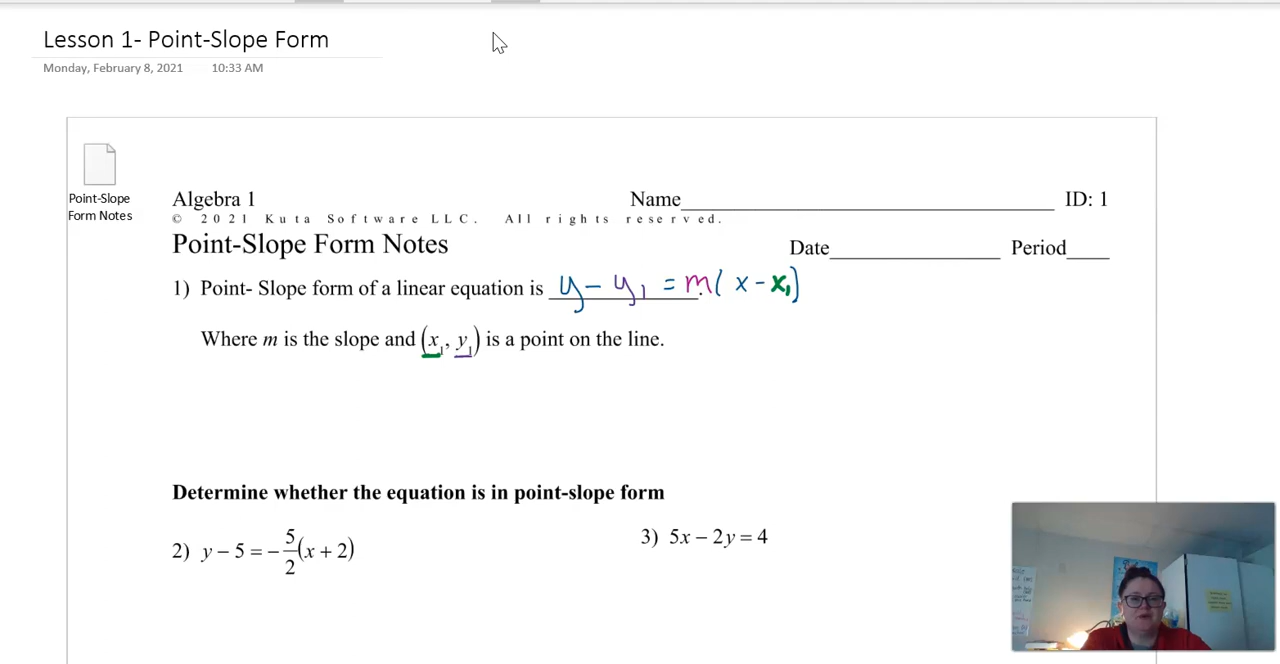 Lesson 1- Point-Slope Form
Monday, February 8, 2021 10:33 AM
Point-Slope
Form Notes
Algebra 1 Name____________________ ID: 1
© 2021 Kuta Software LLC. All rights reserved.
Point-Slope Form Notes Date______________ Period____
1) Point- Slope form of a linear equation is y - y₁ = m(x - x₁).
Where m is the slope and (x₁, y₁) is a point on the line.
Determine whether the equation is in point-slope form
2) y − 5 = −5/2(x + 2) 3) 5x − 2y = 4